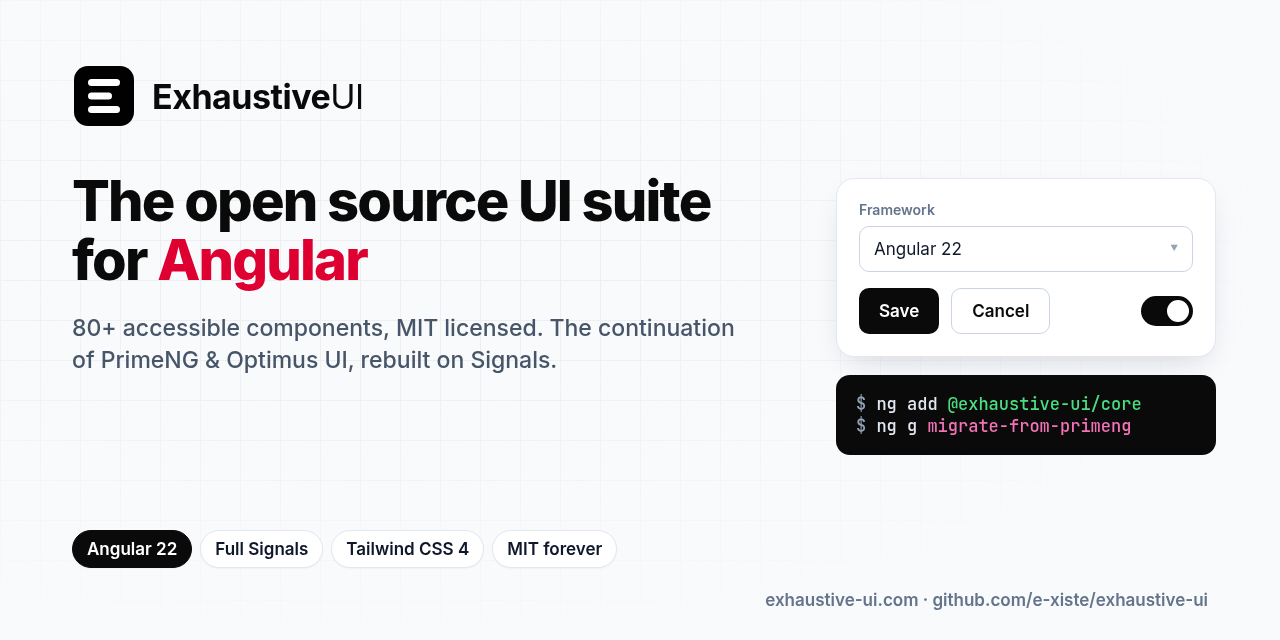 ExhaustiveUI
The open source UI suite
for Angular
80+ accessible components, MIT licensed. The continuation
of PrimeNG & Optimus UI, rebuilt on Signals.
Framework
Angular 22
Save
Cancel
$ ng add @exhaustive-ui/core
$ ng g migrate-from-primeng
Angular 22
Full Signals
Tailwind CSS 4
MIT forever
exhaustive-ui.com · github.com/e-xiste/exhaustive-ui